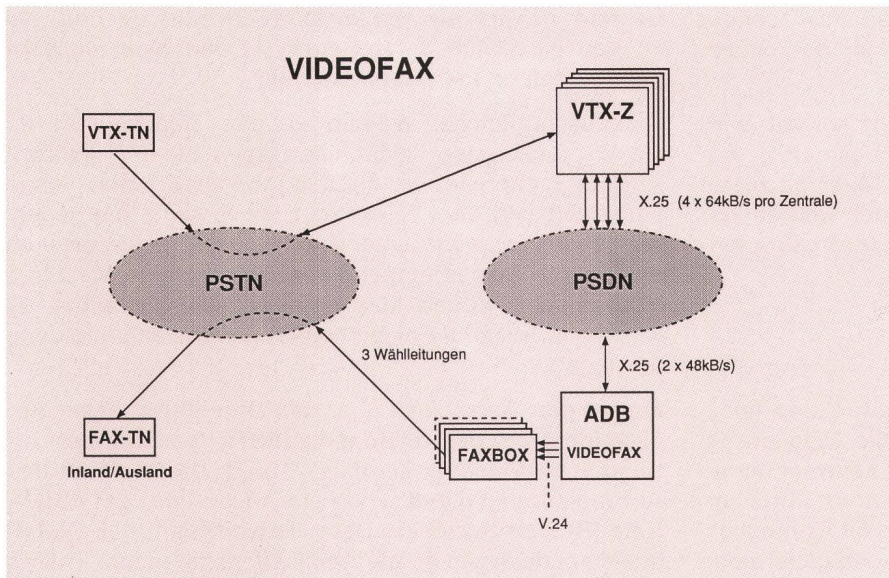 VIDEOFAX
VTX-TN
VTX-Z
X.25 (4 x 64kB/s pro Zentrale)
PSTN
PSDN
3 Wählleitungen
X.25 (2 x 48kB/s)
FAX-TN
Inland/Ausland
FAXBOX
ADB
VIDEOFAX
V.24